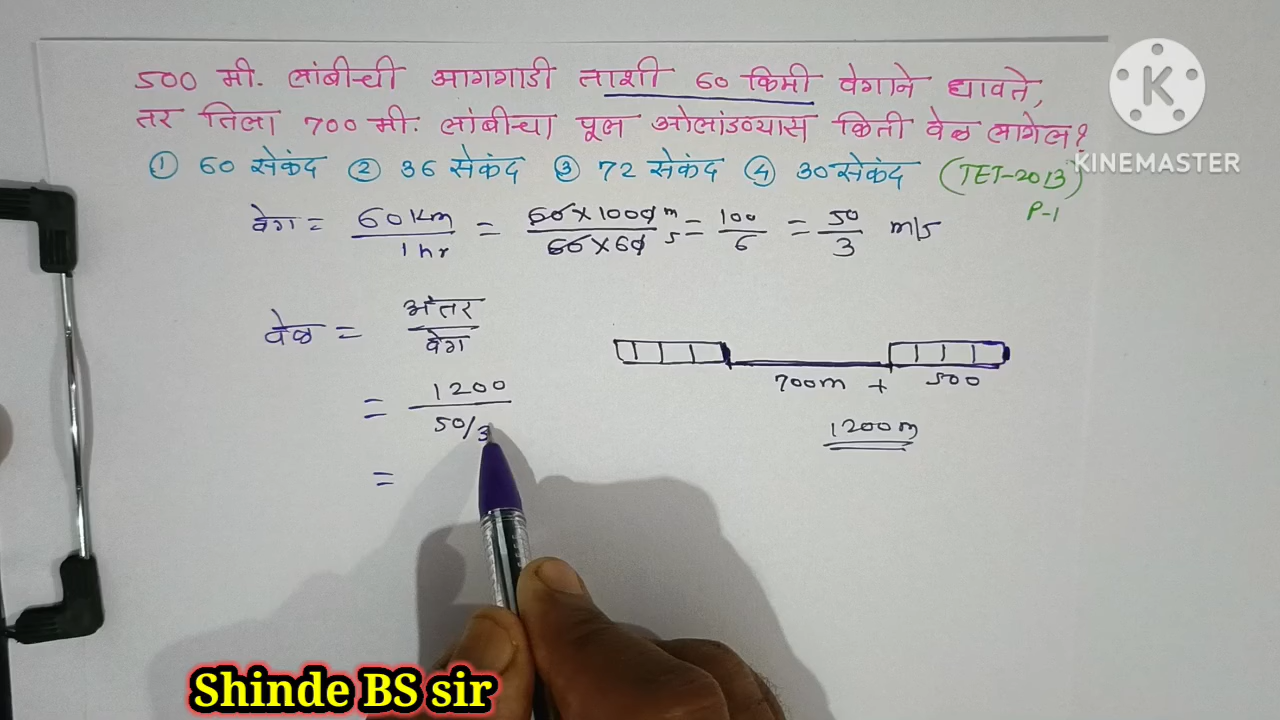 500 मी. लांबीची आगगाडी ताशी 60 किमी वेगाने धावते,
तर तिला 700 मी. लांबीचा पूल ओलांडण्यास किती वेळ लागेल?
① 60 सेकंद ② 36 सेकंद ③ 72 सेकंद ④ 30 सेकंद (TET-2013)
P-1
KINEMASTER
वेग = 60 Km / 1 hr = 60 x 1000 m / 60 x 60 s = 100 / 6 = 50 / 3 m/s
वेळ = अंतर / वेग
700m + 500
= 1200 / 50/3
1200m
=
Shinde BS sir